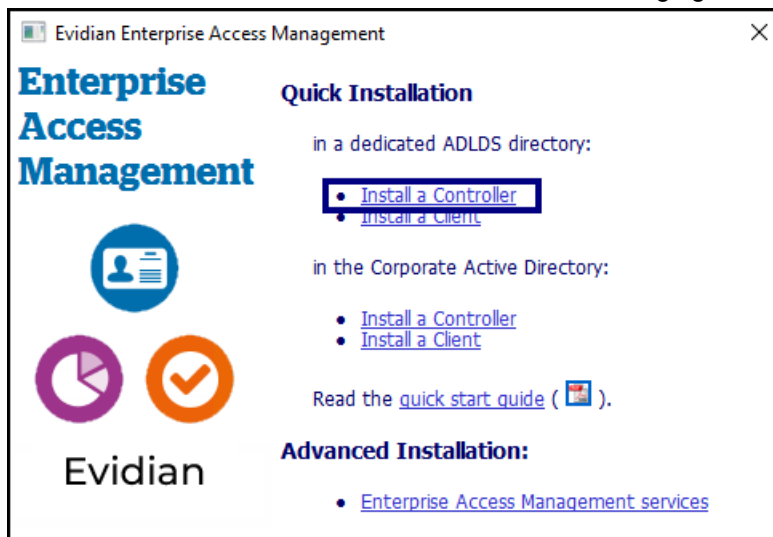 Evidian Enterprise Access Management
Enterprise
Access
Management
Evidian
Quick Installation
in a dedicated ADLDS directory:
• Install a Controller
• Install a Client
in the Corporate Active Directory:
• Install a Controller
• Install a Client
Read the quick start guide ( ).
Advanced Installation:
• Enterprise Access Management services